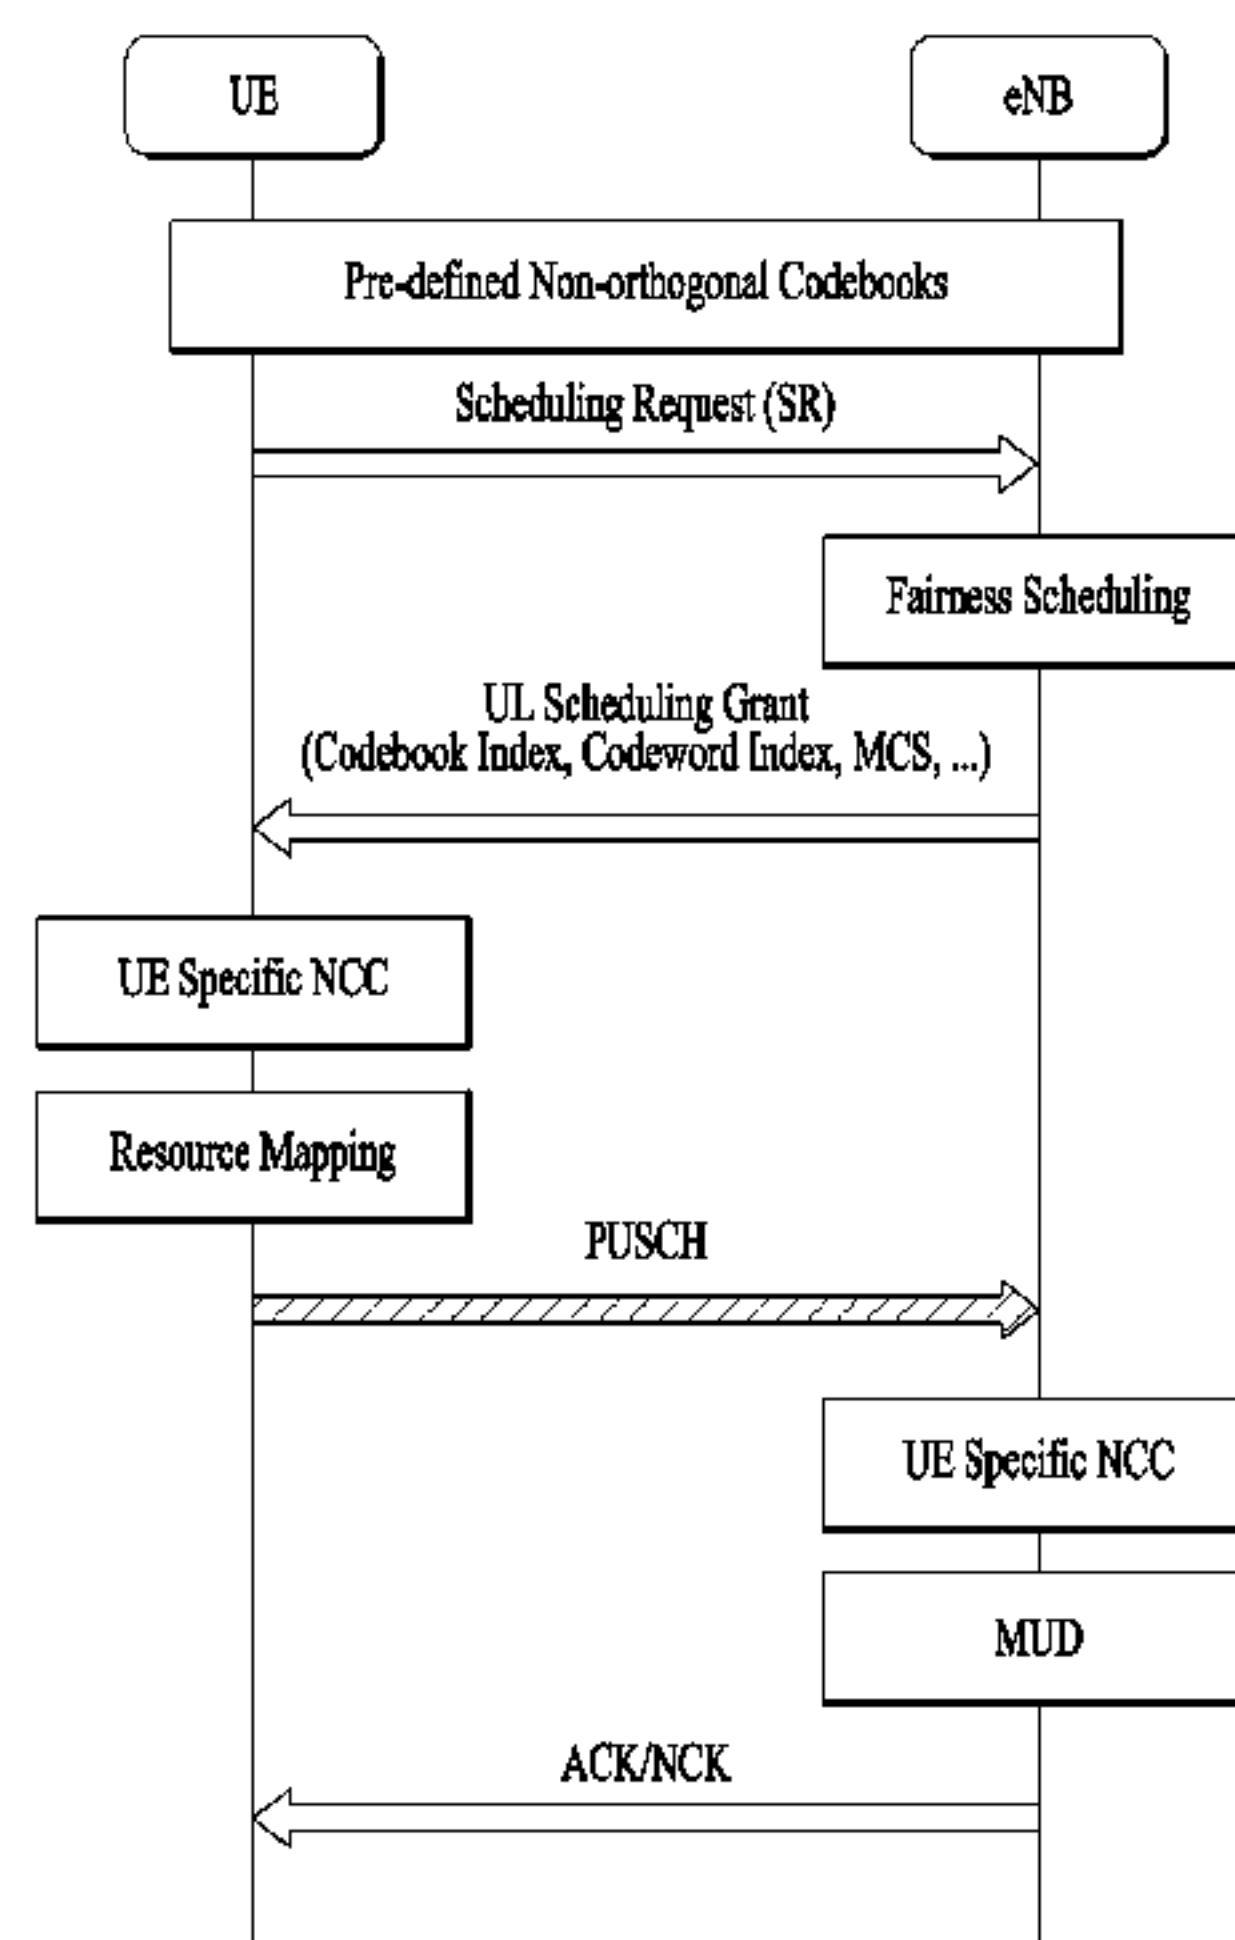 UE
eNB
Pre-defined Non-orthogonal Codebooks
Scheduling Request (SR)
Fairness Scheduling
UL Scheduling Grant
(Codebook Index, Codeword Index, MCS, ...)
UE Specific NCC
Resource Mapping
PUSCH
UE Specific NCC
MUD
ACK/NCK